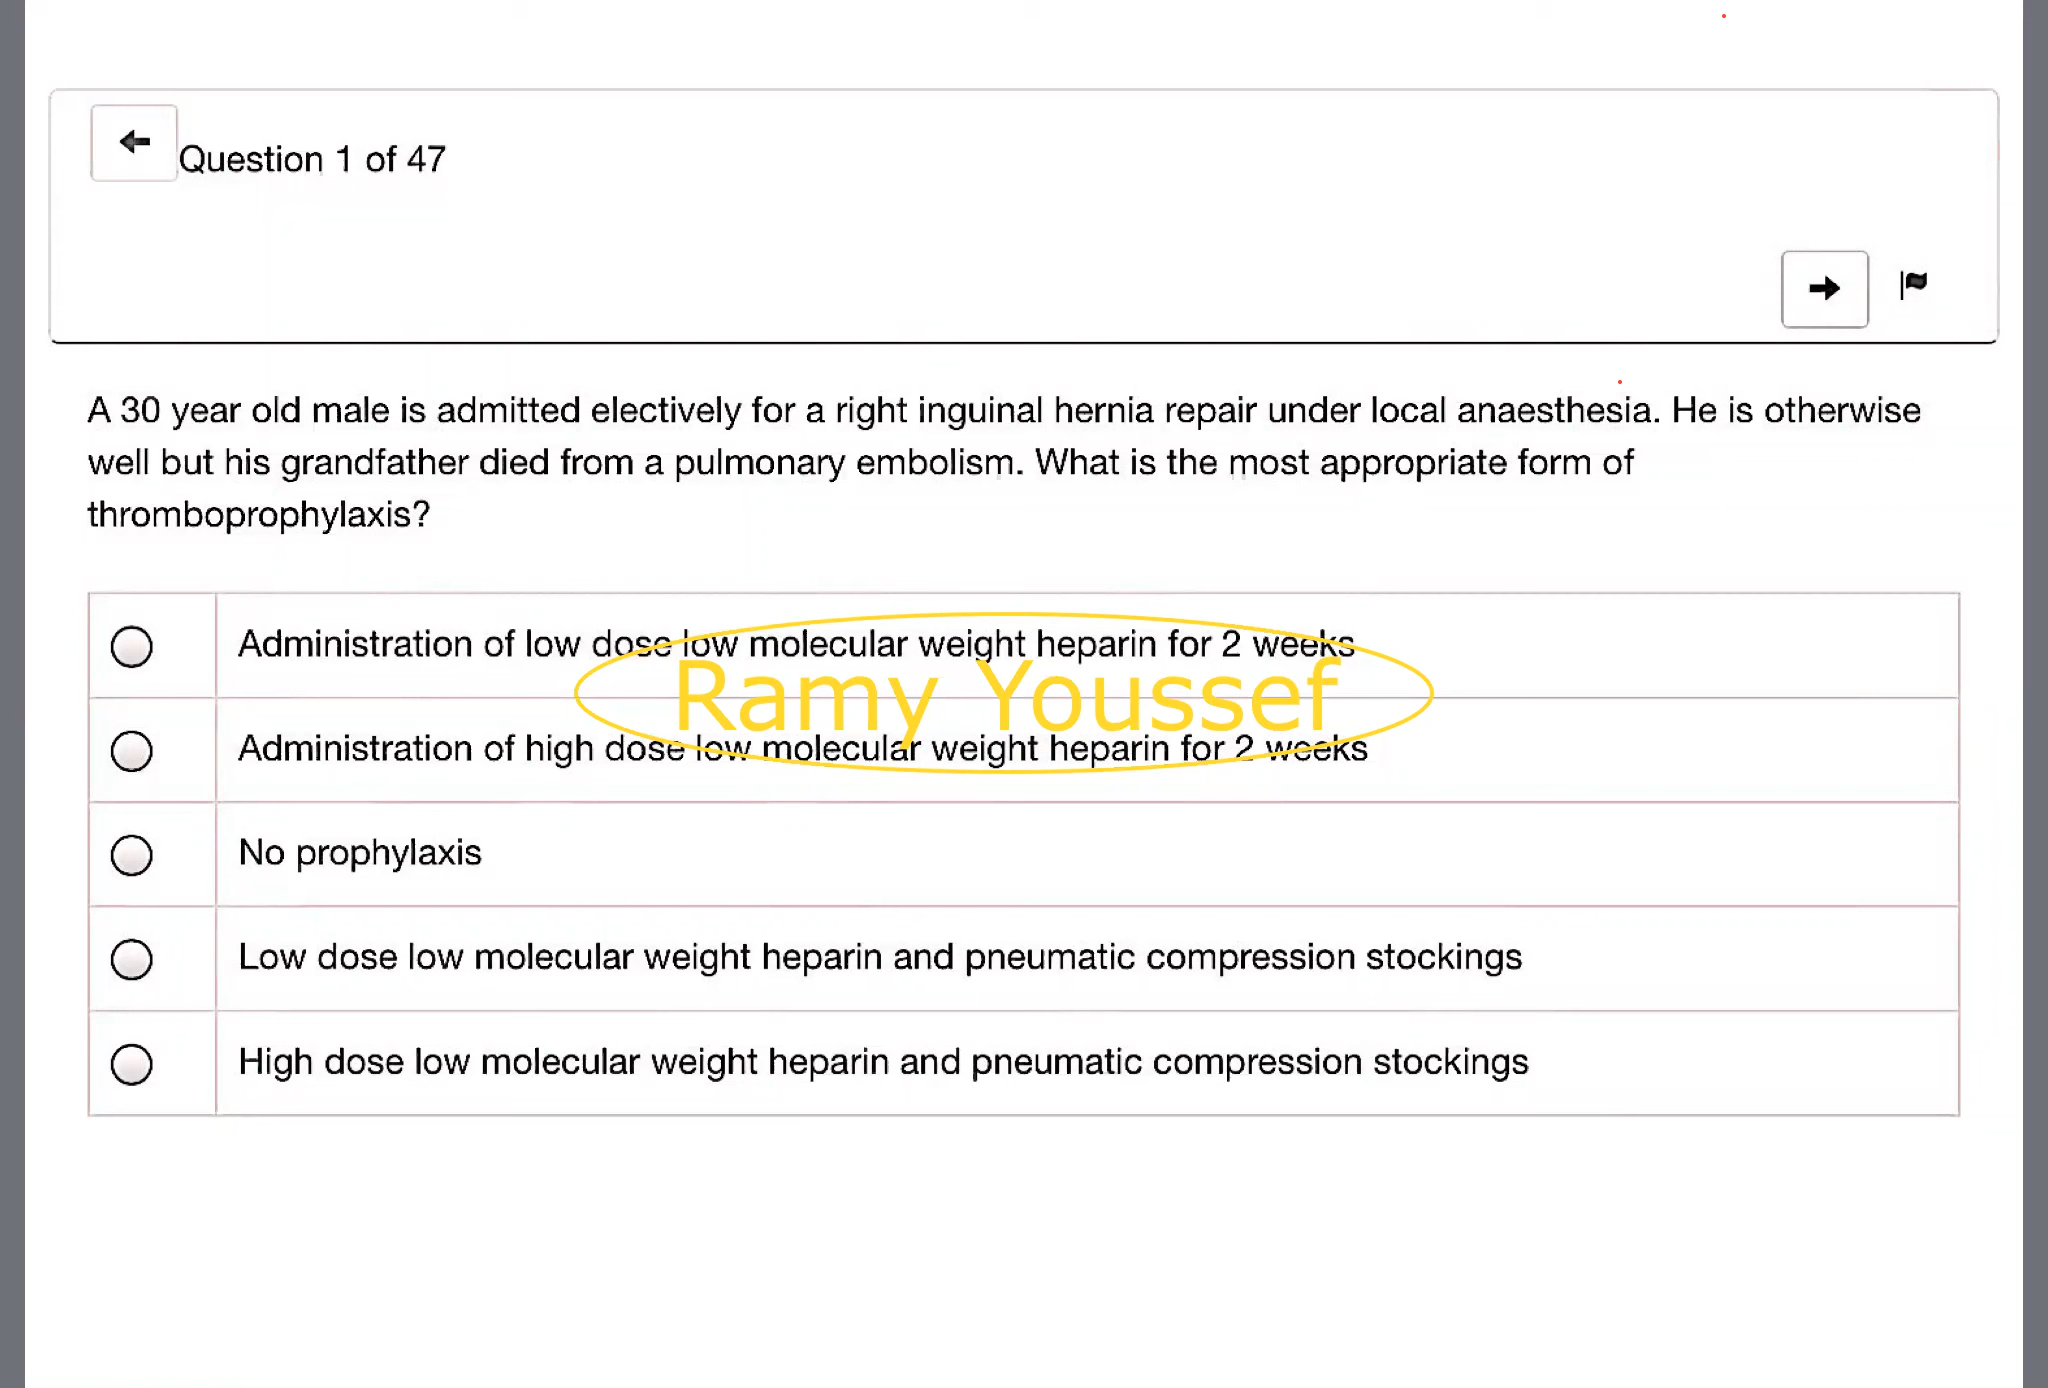 Question 1 of 47
A 30 year old male is admitted electively for a right inguinal hernia repair under local anaesthesia. He is otherwise
well but his grandfather died from a pulmonary embolism. What is the most appropriate form of
thromboprophylaxis?
Administration of low dose low molecular weight heparin for 2 weeks
Ramy Youssef
Administration of high dose low molecular weight heparin for 2 weeks
No prophylaxis
Low dose low molecular weight heparin and pneumatic compression stockings
High dose low molecular weight heparin and pneumatic compression stockings